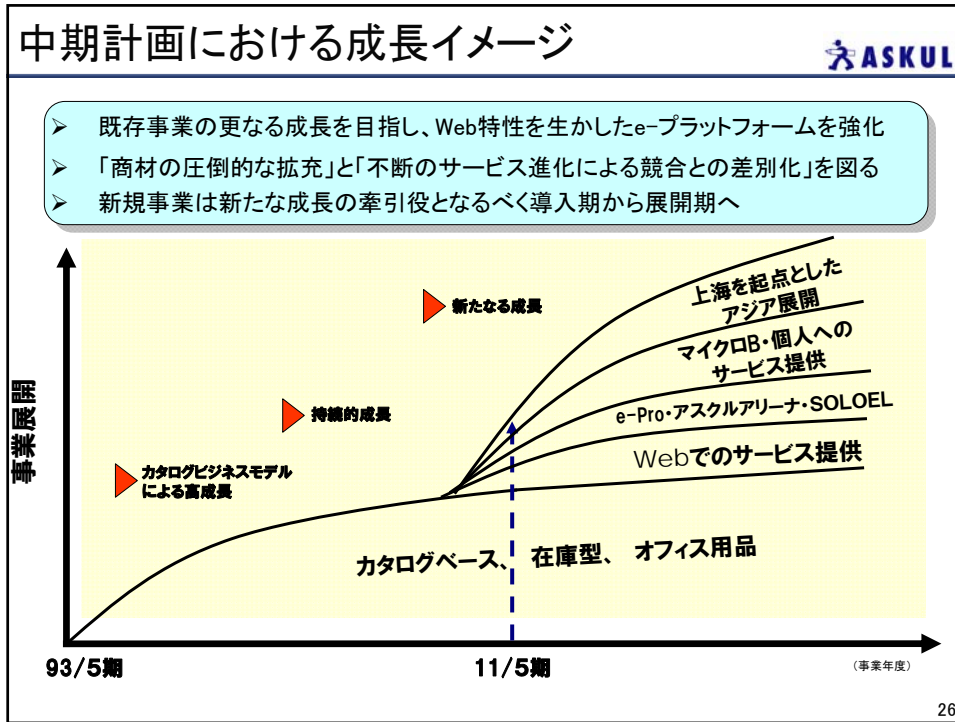 中期計画における成長イメージ
ASKUL
➢ 既存事業の更なる成長を目指し、Web特性を生かしたe-プラットフォームを強化
➢ 「商材の圧倒的な拡充」と「不断のサービス進化による競合との差別化」を図る
➢ 新規事業は新たな成長の牽引役となるべく導入期から展開期へ
事業展開
新たなる成長
持続的成長
カタログビジネスモデル
による高成長
上海を起点とした
アジア展開
マイクロB・個人への
サービス提供
e-Pro・アスクルアリーナ・SOLOEL
Webでのサービス提供
カタログベース、 在庫型、 オフィス用品
93/5期
11/5期
(事業年度)
26